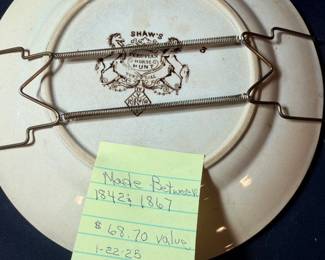 SHAW'S
HUNT
Made Between
1842 & 1867
$68.70 value
1-22-25